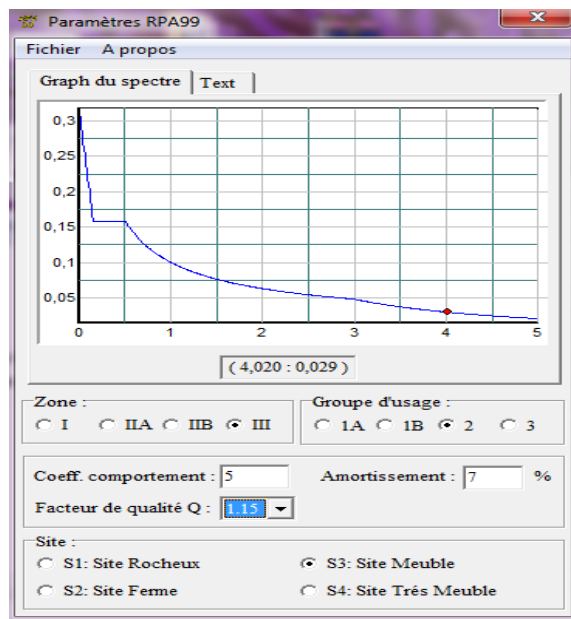 Paramètres RPA99
Fichier A propos
Graph du spectre Text
0,3
0,25
0,2
0,15
0,1
0,05
0 1 2 3 4 5
( 4,020 : 0,029 )
Zone : Groupe d'usage :
I IIA IIB III 1A 1B 2 3
Coeff. comportement : 5 Amortissement : 7 %
Facteur de qualité Q : 1.15
Site :
S1: Site Rocheux S3: Site Meuble
S2: Site Ferme S4: Site Trés Meuble